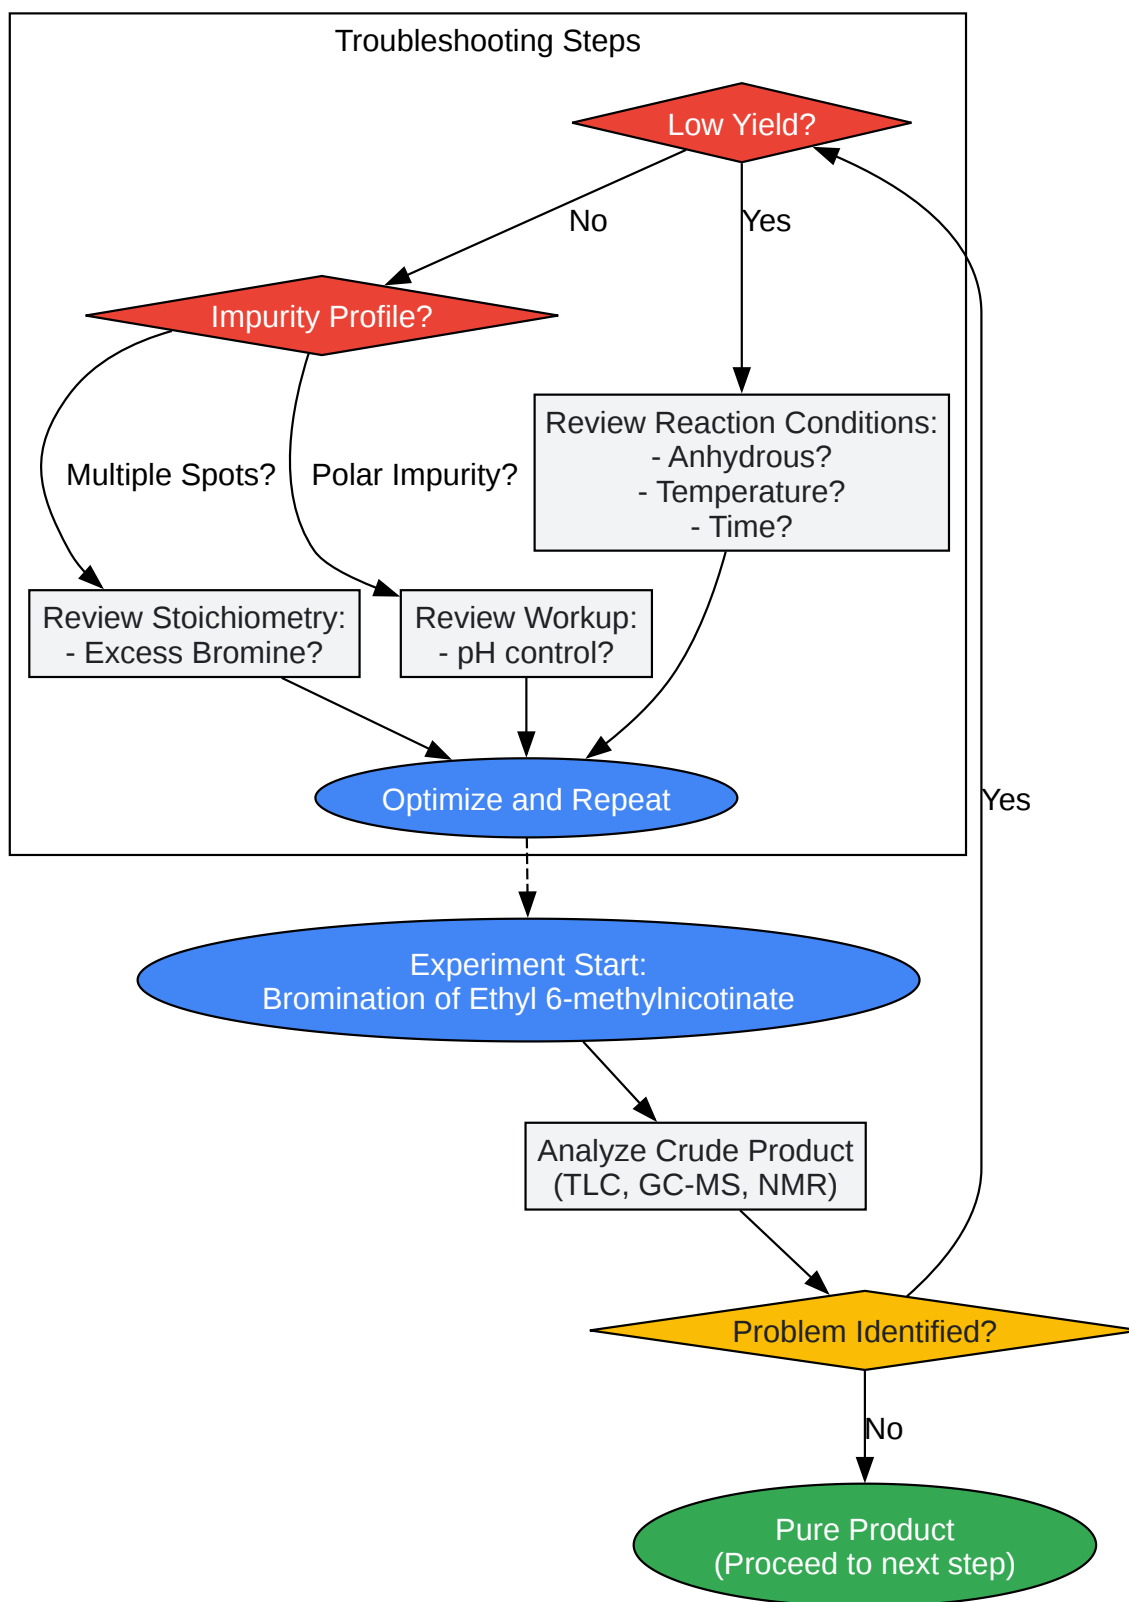 Troubleshooting Steps
Low Yield?
No
Yes
Impurity Profile?
Multiple Spots?
Polar Impurity?
Review Reaction Conditions:
- Anhydrous?
- Temperature?
- Time?
Review Stoichiometry:
- Excess Bromine?
Review Workup:
- pH control?
Optimize and Repeat
Yes
Experiment Start:
Bromination of Ethyl 6-methylnicotinate
Analyze Crude Product
(TLC, GC-MS, NMR)
Problem Identified?
No
Pure Product
(Proceed to next step)